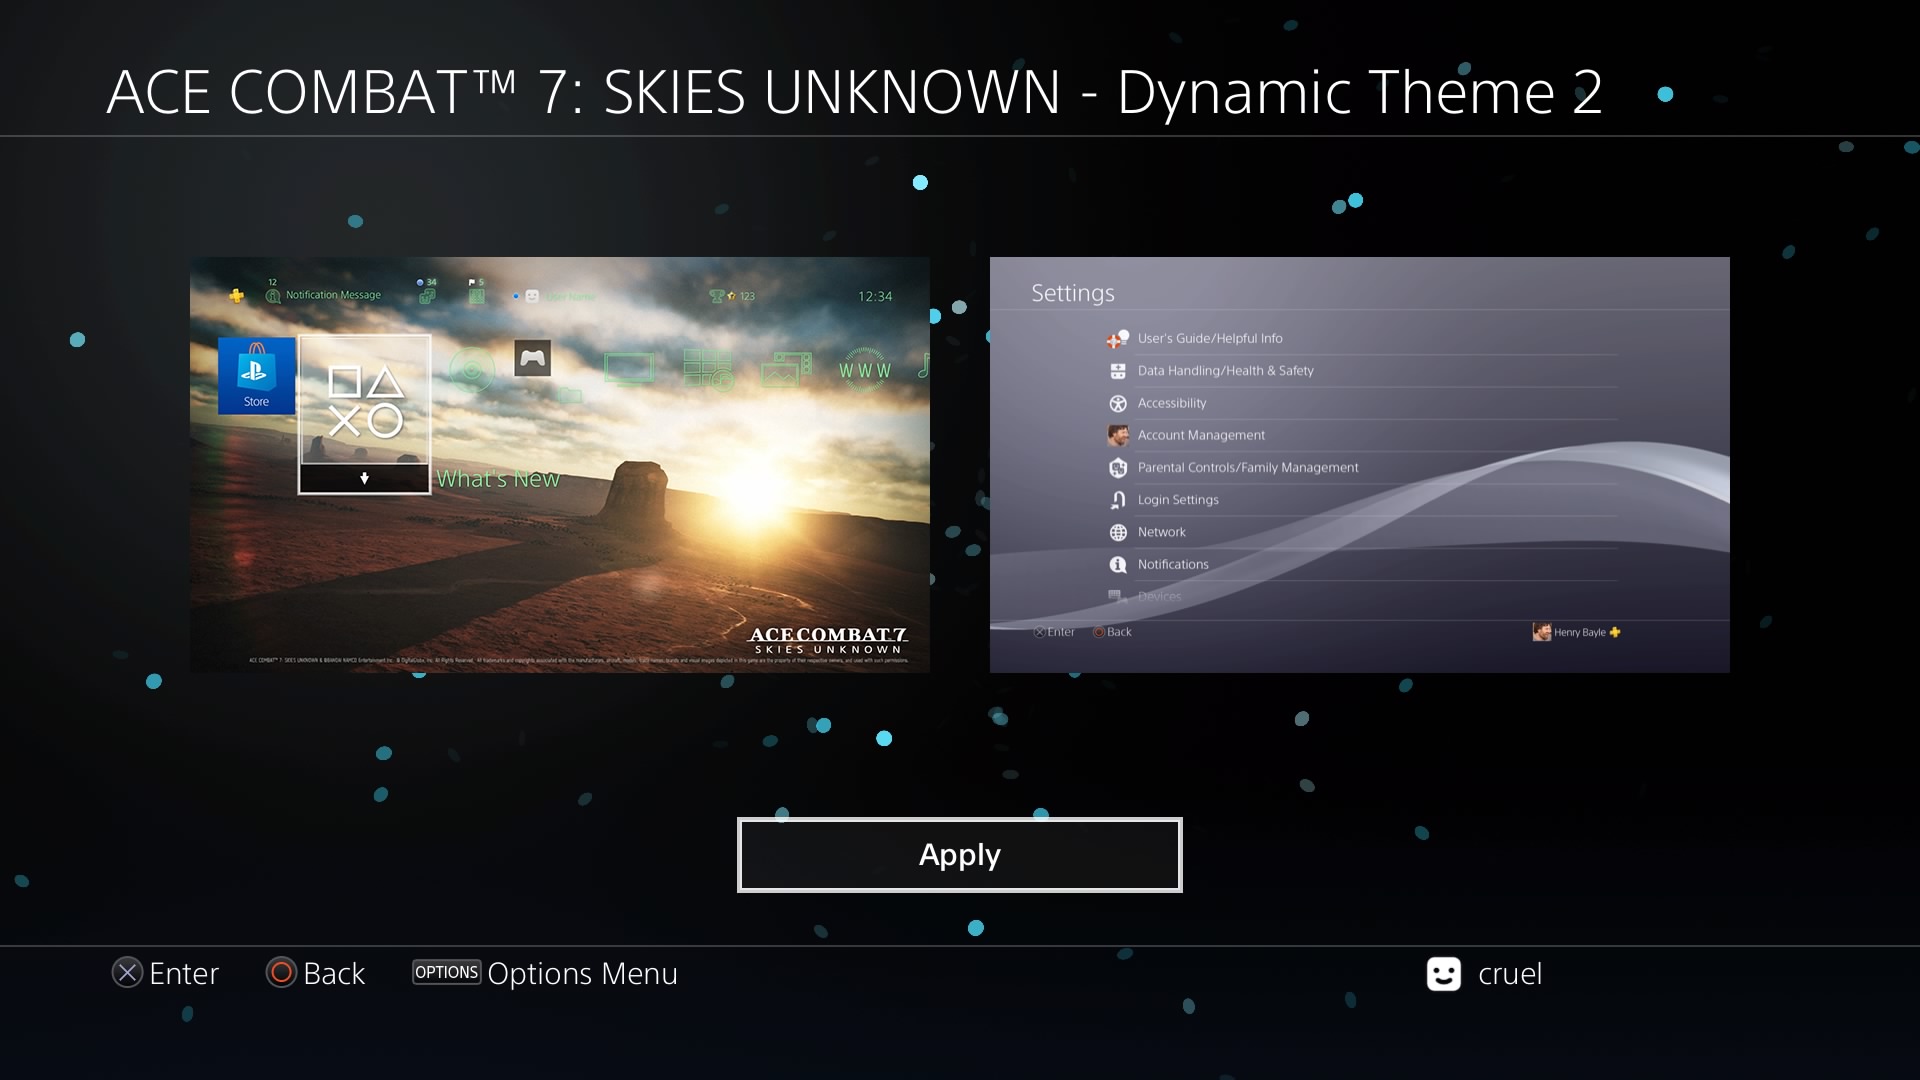 ACE COMBAT™ 7: SKIES UNKNOWN - Dynamic Theme 2
12
Notification Message
34
5
User Name
123
12:34
Store
WWW
What's New
ACE COMBAT 7
SKIES UNKNOWN
Settings
User's Guide/Helpful Info
Data Handling/Health & Safety
Accessibility
Account Management
Parental Controls/Family Management
Login Settings
Network
Notifications
Devices
Enter
Back
Henry Bayle
Apply
Enter
Back
OPTIONS Options Menu
cruel